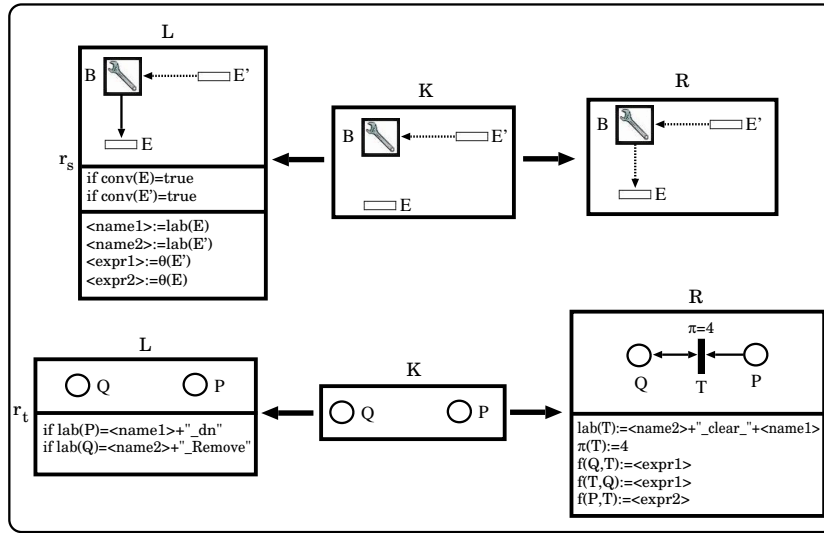 L
B
E'
E
r_s
if conv(E)=true
if conv(E')=true
<name1>:=lab(E)
<name2>:=lab(E')
<expr1>:=θ(E')
<expr2>:=θ(E)
K
B
E'
E
R
B
E'
E
L
Q P
r_t
if lab(P)=<name1>+"_dn"
if lab(Q)=<name2>+"_Remove"
K
Q P
R
π=4
Q T P
lab(T):=<name2>+"_clear_"+<name1>
π(T):=4
f(Q,T):=<expr1>
f(T,Q):=<expr1>
f(P,T):=<expr2>